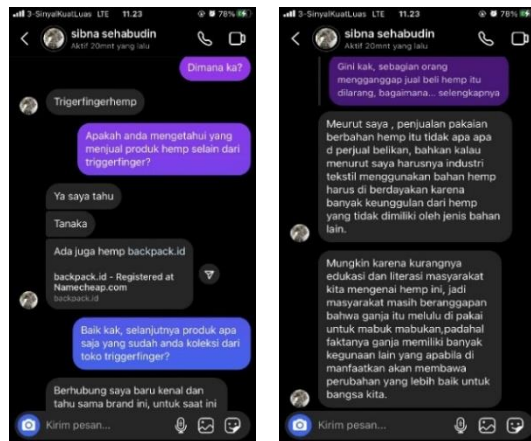 3-SinyalKuatLuas LTE 11.23 78%
sibna sehabudin
Aktif 20mnt yang lalu
Dimana ka?
Trigerfingerhemp
Apakah anda mengetahui yang
menjual produk hemp selain dari
triggerfinger?
Ya saya tahu
Tanaka
Ada juga hemp backpack.id
backpack.id - Registered at
Namecheap.com
backpack.id
Baik kak, selanjutnya produk apa
saja yang sudah anda koleksi dari
toko triggerfinger?
Berhubung saya baru kenal dan
tahu sama brand ini, untuk saat ini
Kirim pesan...
3-SinyalKuatLuas LTE 11.23 78%
sibna sehabudin
Aktif 20mnt yang lalu
Gini kak, sebagian orang
mengganggap jual beli hemp itu
dilarang, bagaimana... selengkapnya
Meurut saya , penjualan pakaian
berbahan hemp itu tidak apa apa
d perjual belikan, bahkan kalau
menurut saya harusnya industri
tekstil menggunakan bahan hemp
harus di berdayakan karena
banyak keunggulan dari hemp
yang tidak dimiliki oleh jenis bahan
lain.
Mungkin karena kurangnya
edukasi dan literasi masyarakat
kita mengenai hemp ini, jadi
masyarakat masih beranggapan
bahwa ganja itu melulu di pakai
untuk mabuk mabukan,padahal
faktanya ganja memiliki banyak
kegunaan lain yang apabila di
manfaatkan akan membawa
perubahan yang lebih baik untuk
bangsa kita.
Kirim pesan...